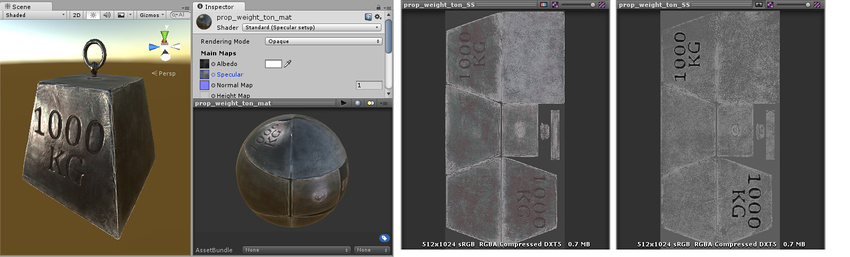 Scene
Shaded
2D
Gizmos
All
Persp
1000
KG
Inspector
prop_weight_ton_mat
Shader
Standard (Specular setup)
Rendering Mode
Opaque
Main Maps
Albedo
Specular
Normal Map
1
Height Map
prop_weight_ton_mat
KG
AssetBundle
None
None
prop_weight_ton_SS
1000
KG
1000
KG
512x1024 sRGB RGBA Compressed DXT5 0.7 MB
prop_weight_ton_SS
1000
KG
1000
KG
512x1024 sRGB RGBA Compressed DXT5 0.7 MB